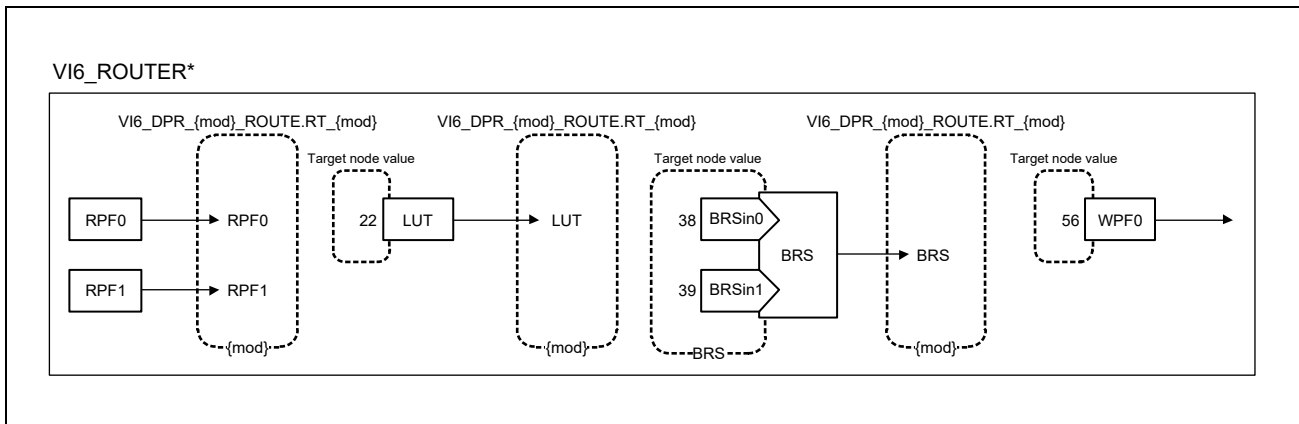 VI6_ROUTER*
VI6_DPR_{mod}_ROUTE.RT_{mod} VI6_DPR_{mod}_ROUTE.RT_{mod} VI6_DPR_{mod}_ROUTE.RT_{mod}
Target node value Target node value Target node value
RPF0 RPF0 22 LUT LUT 38 BRSin0 56 WPF0
BRS BRS
RPF1 RPF1 39 BRSin1
{mod} {mod} BRS {mod}